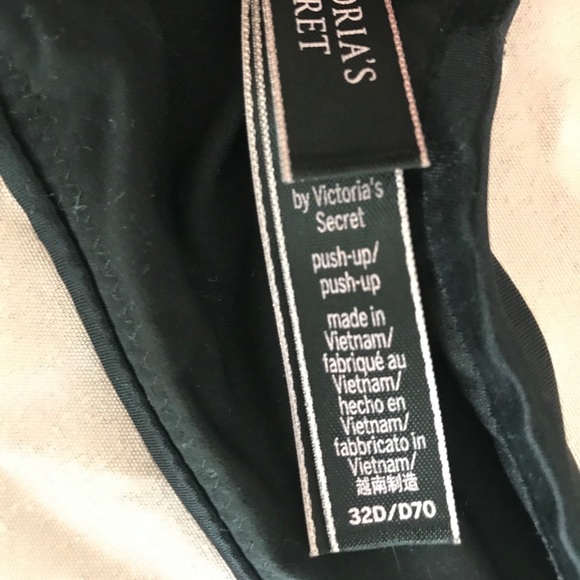 ORIA'S
RET
by Victoria's
Secret
push-up/
push-up
made in
Vietnam/
fabriqué au
Vietnam/
hecho en
Vietnam/
fabbricato in
Vietnam/
越南制造
32D/D70